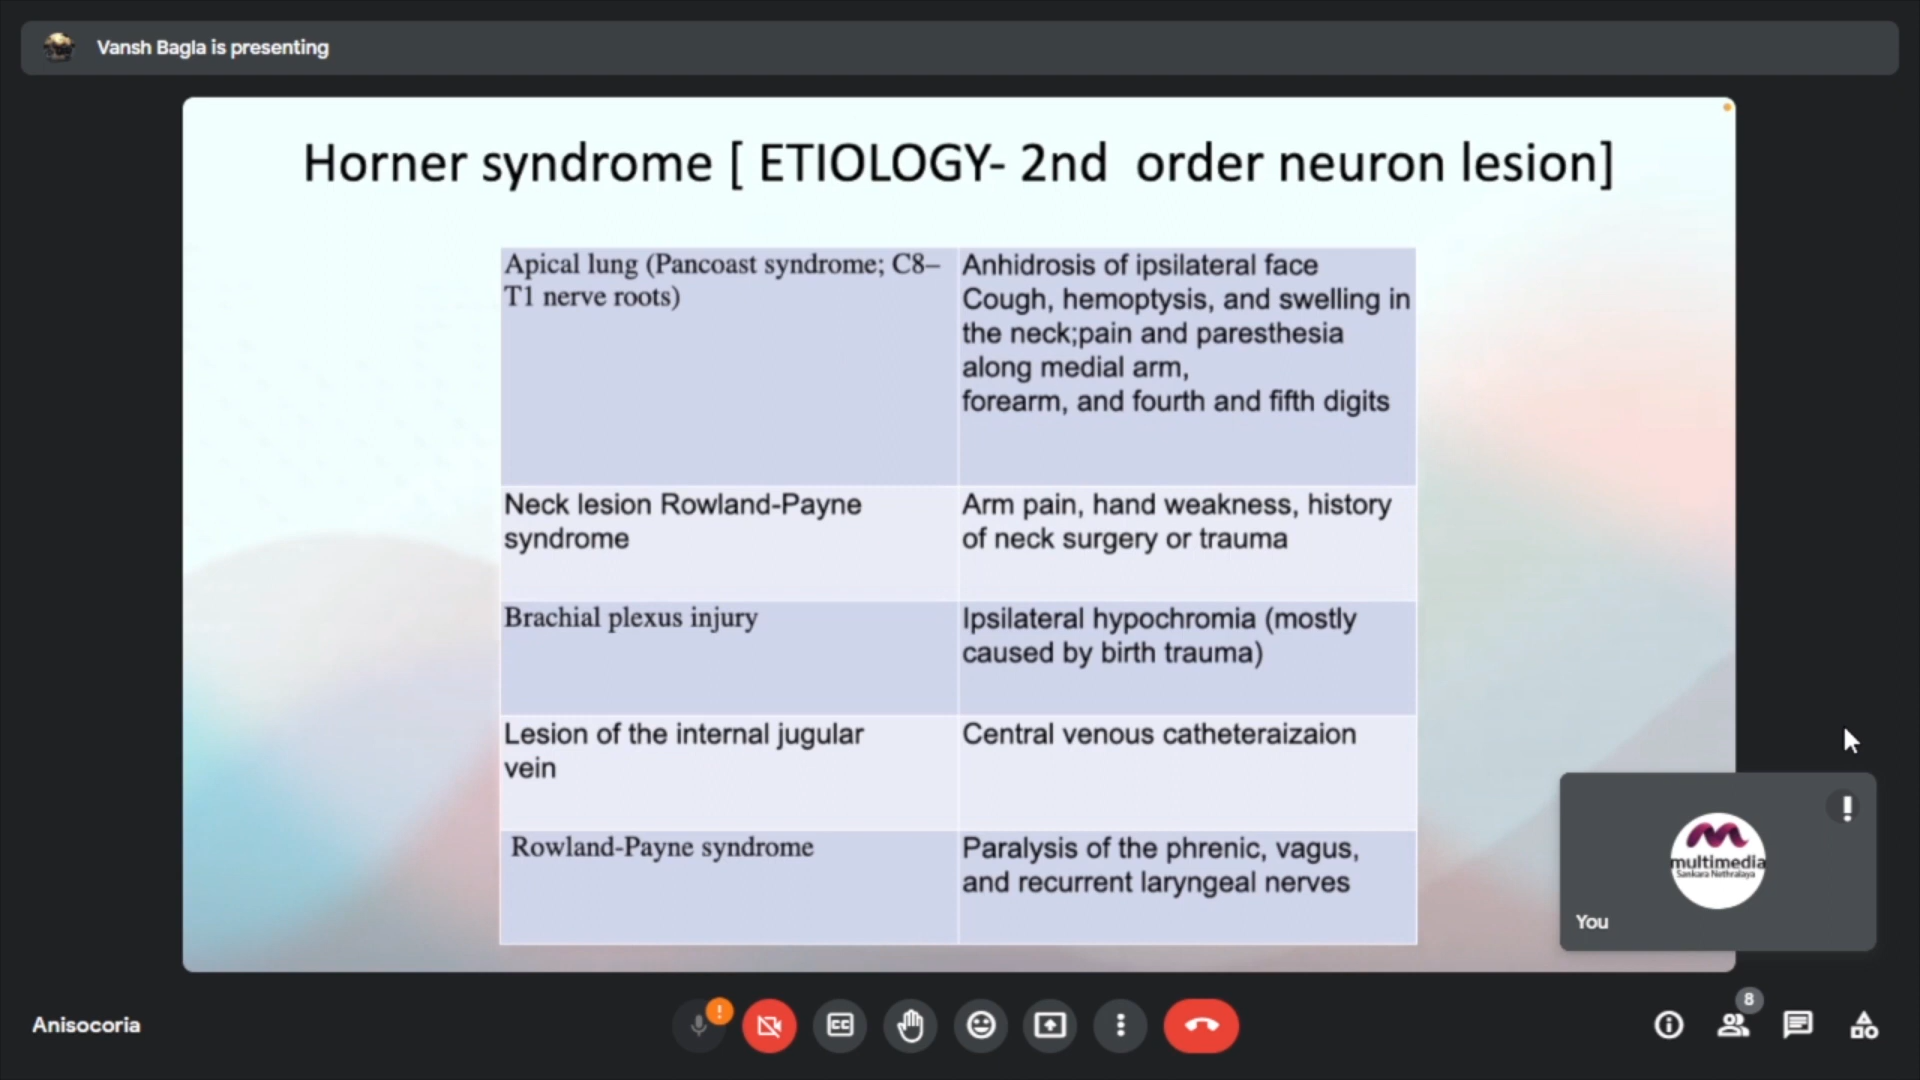 Vansh Bagla is presenting
Horner syndrome [ ETIOLOGY- 2nd  order neuron lesion]
Apical lung (Pancoast syndrome; C8–
T1 nerve roots)
Anhidrosis of ipsilateral face
Cough, hemoptysis, and swelling in
the neck;pain and paresthesia
along medial arm,
forearm, and fourth and fifth digits
Neck lesion Rowland-Payne
syndrome
Arm pain, hand weakness, history
of neck surgery or trauma
Brachial plexus injury
Ipsilateral hypochromia (mostly
caused by birth trauma)
Lesion of the internal jugular
vein
Central venous catheteraizaion
Rowland-Payne syndrome
Paralysis of the phrenic, vagus,
and recurrent laryngeal nerves
multimedia
Sankara Nethralaya
You
Anisocoria
CC
8